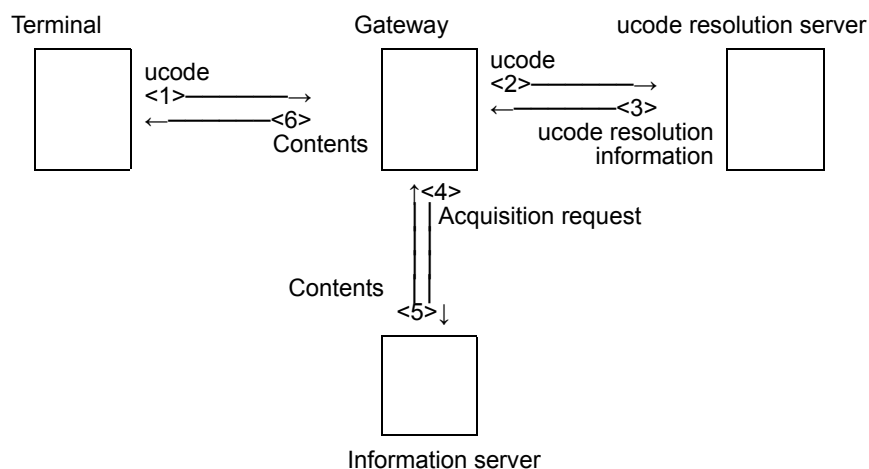 Terminal
Gateway
ucode resolution server
ucode
<1>
<6>
Contents
ucode
<2>
<3>
ucode resolution
information
<4>
Acquisition request
Contents
<5>
Information server